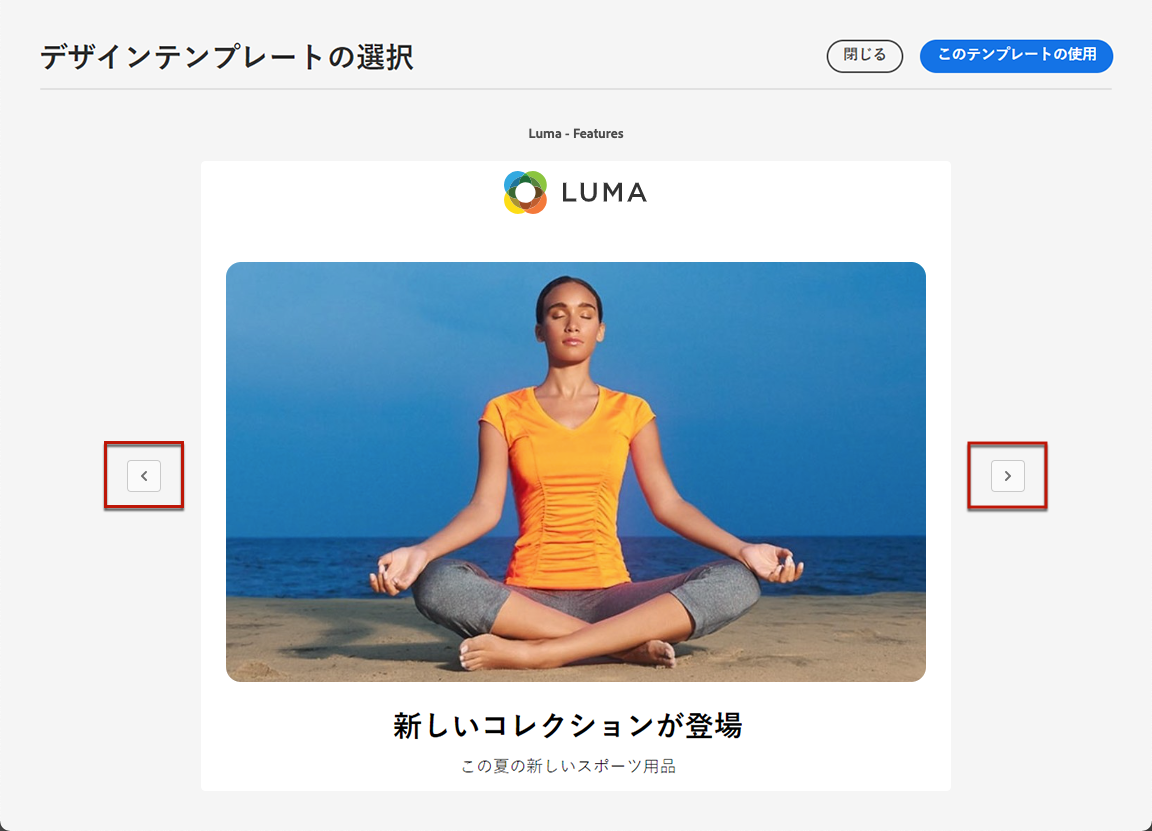 デザインテンプレートの選択
閉じる
このテンプレートの使用
Luma - Features
LUMA
新しいコレクションが登場
この夏の新しいスポーツ用品